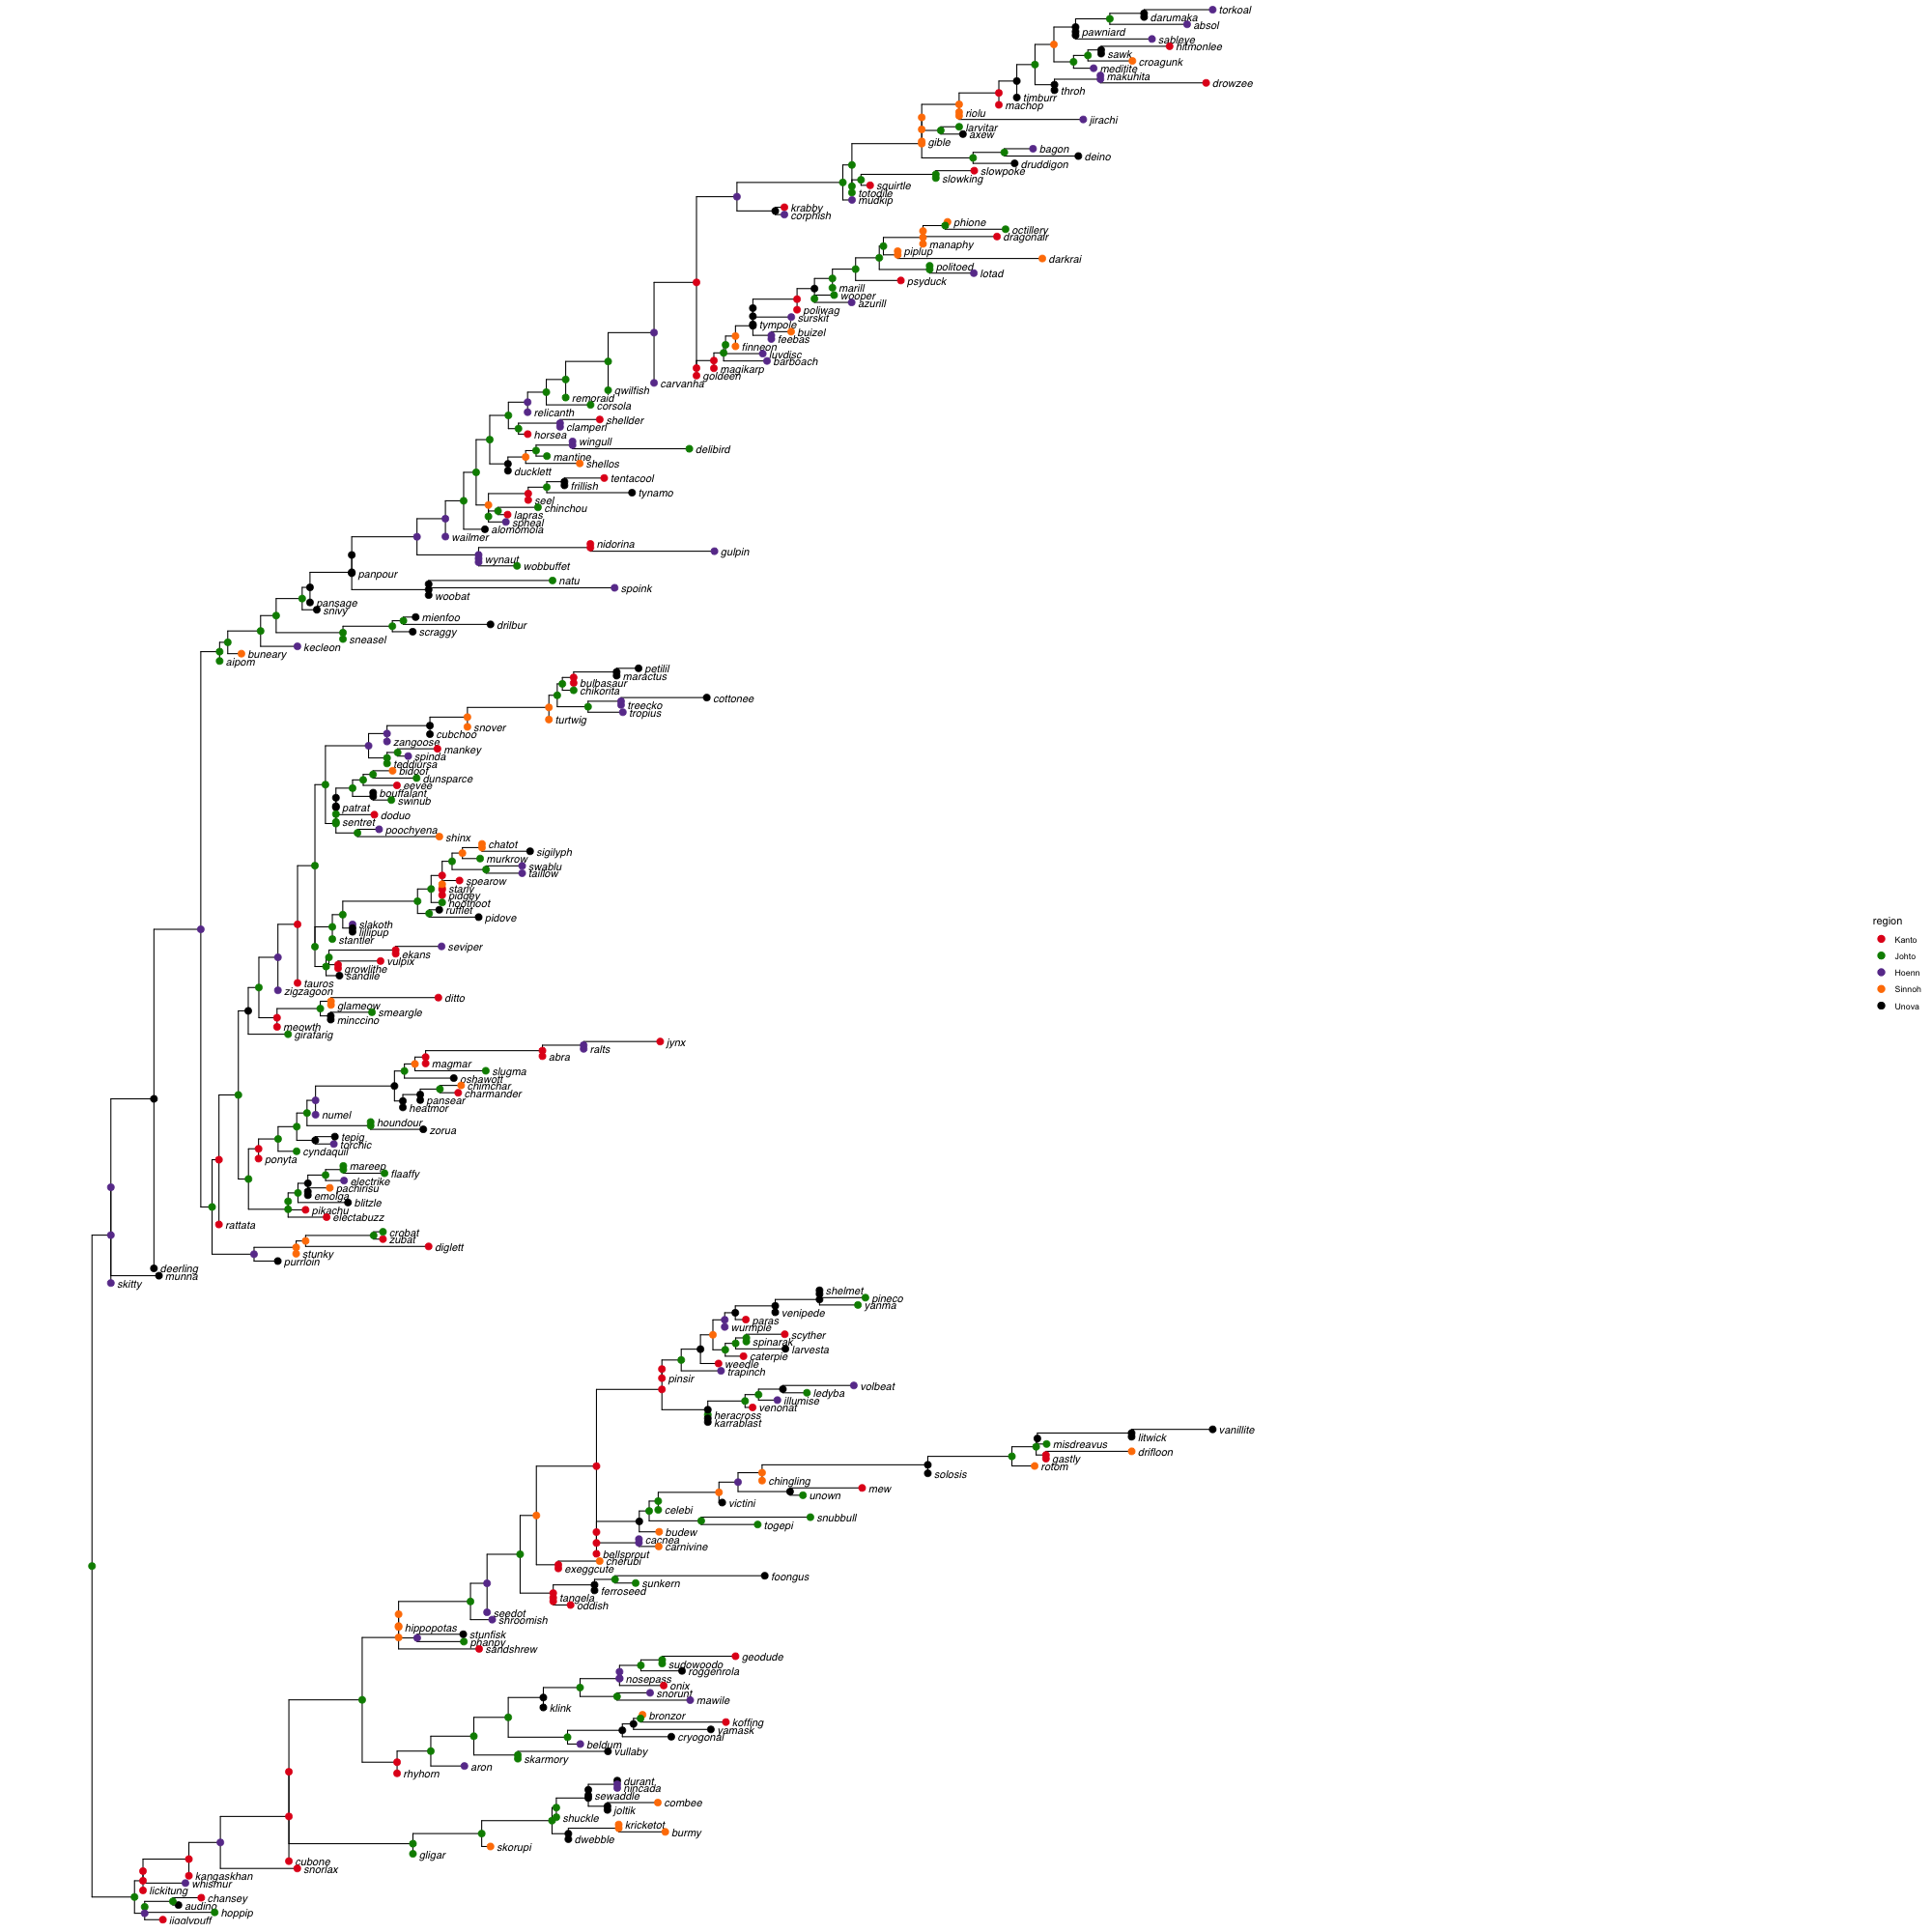 torkoal
darumaka
absol
pawniard
sableye
hitmonlee
sawk
croagunk
meditite
makuhita
drowzee
throh
timburr
machop
riolu
jirachi
larvitar
axew
gible
bagon
deino
druddigon
slowpoke
slowking
squirtle
totodile
mudkip
krabby
corphish
phione
octillery
dragonair
manaphy
piplup
darkrai
politoed
lotad
psyduck
marill
wooper
azurill
poliwag
surskit
tympole
buizel
feebas
finneon
luvdisc
barboach
magikarp
goldeen
carvanha
qwilfish
remoraid
corsola
relicanth
shellder
clamperl
horsea
wingull
delibird
mantine
shellos
ducklett
tentacool
frillish
tynamo
seel
chinchou
lapras
spheal
alomomola
wailmer
nidorina
gulpin
wynaut
wobbuffet
panpour
natu
spoink
woobat
pansage
snivy
mienfoo
drilbur
scraggy
sneasel
kecleon
buneary
aipom
petilil
maractus
bulbasaur
chikorita
cottonee
treecko
tropius
turtwig
snover
cubchoo
zangoose
mankey
spinda
teddiursa
bidoof
dunsparce
eevee
bouffalant
swinub
patrat
doduo
sentret
poochyena
shinx
chatot
sigilyph
murkrow
swablu
taillow
spearow
starly
pidgey
hoothoot
rufflet
pidove
slakoth
lillipup
stantler
seviper
ekans
vulpix
growlithe
sandile
tauros
zigzagoon
ditto
glameow
smeargle
minccino
meowth
girafarig
jynx
ralts
abra
magmar
slugma
oshawott
chimchar
charmander
pansear
heatmor
numel
houndour
zorua
tepig
torchic
cyndaquil
ponyta
mareep
flaaffy
electrike
pachirisu
emolga
blitzle
pikachu
electabuzz
rattata
crobat
zubat
diglett
stunky
purrloin
deerling
munna
skitty
shelmet
pineco
yanma
venipede
paras
wurmple
scyther
spinarak
larvesta
caterpie
weedle
trapinch
pinsir
volbeat
ledyba
illumise
venonat
heracross
karrablast
vanillite
litwick
misdreavus
drifloon
gastly
rotom
solosis
chingling
mew
unown
victini
celebi
snubbull
togepi
budew
cacnea
carnivine
bellsprout
cherubi
exeggcute
foongus
sunkern
ferroseed
tangela
oddish
seedot
shroomish
hippopotas
stunfisk
phanpy
sandshrew
geodude
sudowoodo
roggenrola
nosepass
onix
snorunt
mawile
klink
bronzor
koffing
yamask
cryogonal
beldum
vullaby
skarmory
aron
rhyhorn
durant
nincada
sewaddle
combee
joltik
shuckle
kricketot
burmy
dwebble
skorupi
gligar
cubone
snorlax
kangaskhan
whismur
lickitung
chansey
audino
hoppip
jigglypuff
region
Kanto
Johto
Hoenn
Sinnoh
Unova